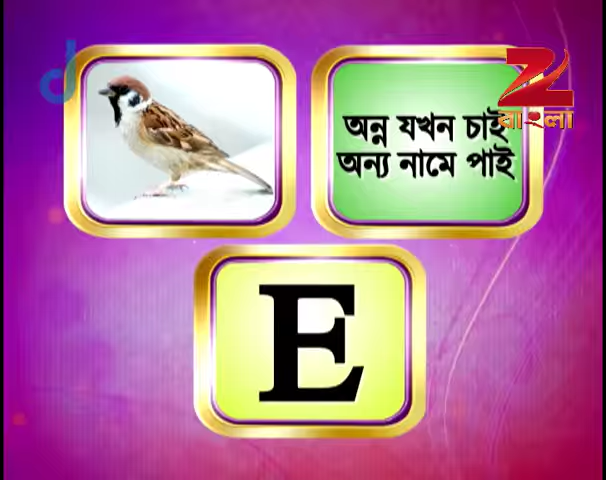 অন্ন যখন চাই
অন্য নামে পাই
Z
বাংলা
E